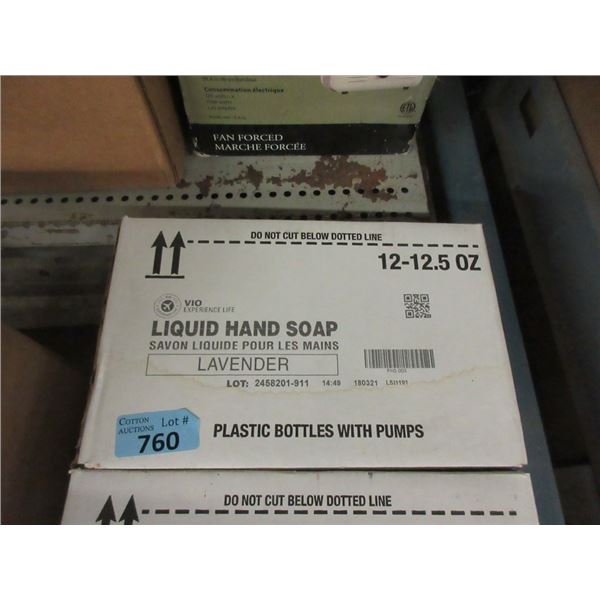 Consommation électrique
FAN FORCED
MARCHE FORCÉE
DO NOT CUT BELOW DOTTED LINE
12-12.5 OZ
VIO
EXPERIENCE LIFE
LIQUID HAND SOAP
SAVON LIQUIDE POUR LES MAINS
LAVENDER
LOT: 2458201-911 14:49 180321 LS31191
COTTON
AUCTIONS
Lot #
760
PLASTIC BOTTLES WITH PUMPS
DO NOT CUT BELOW DOTTED LINE